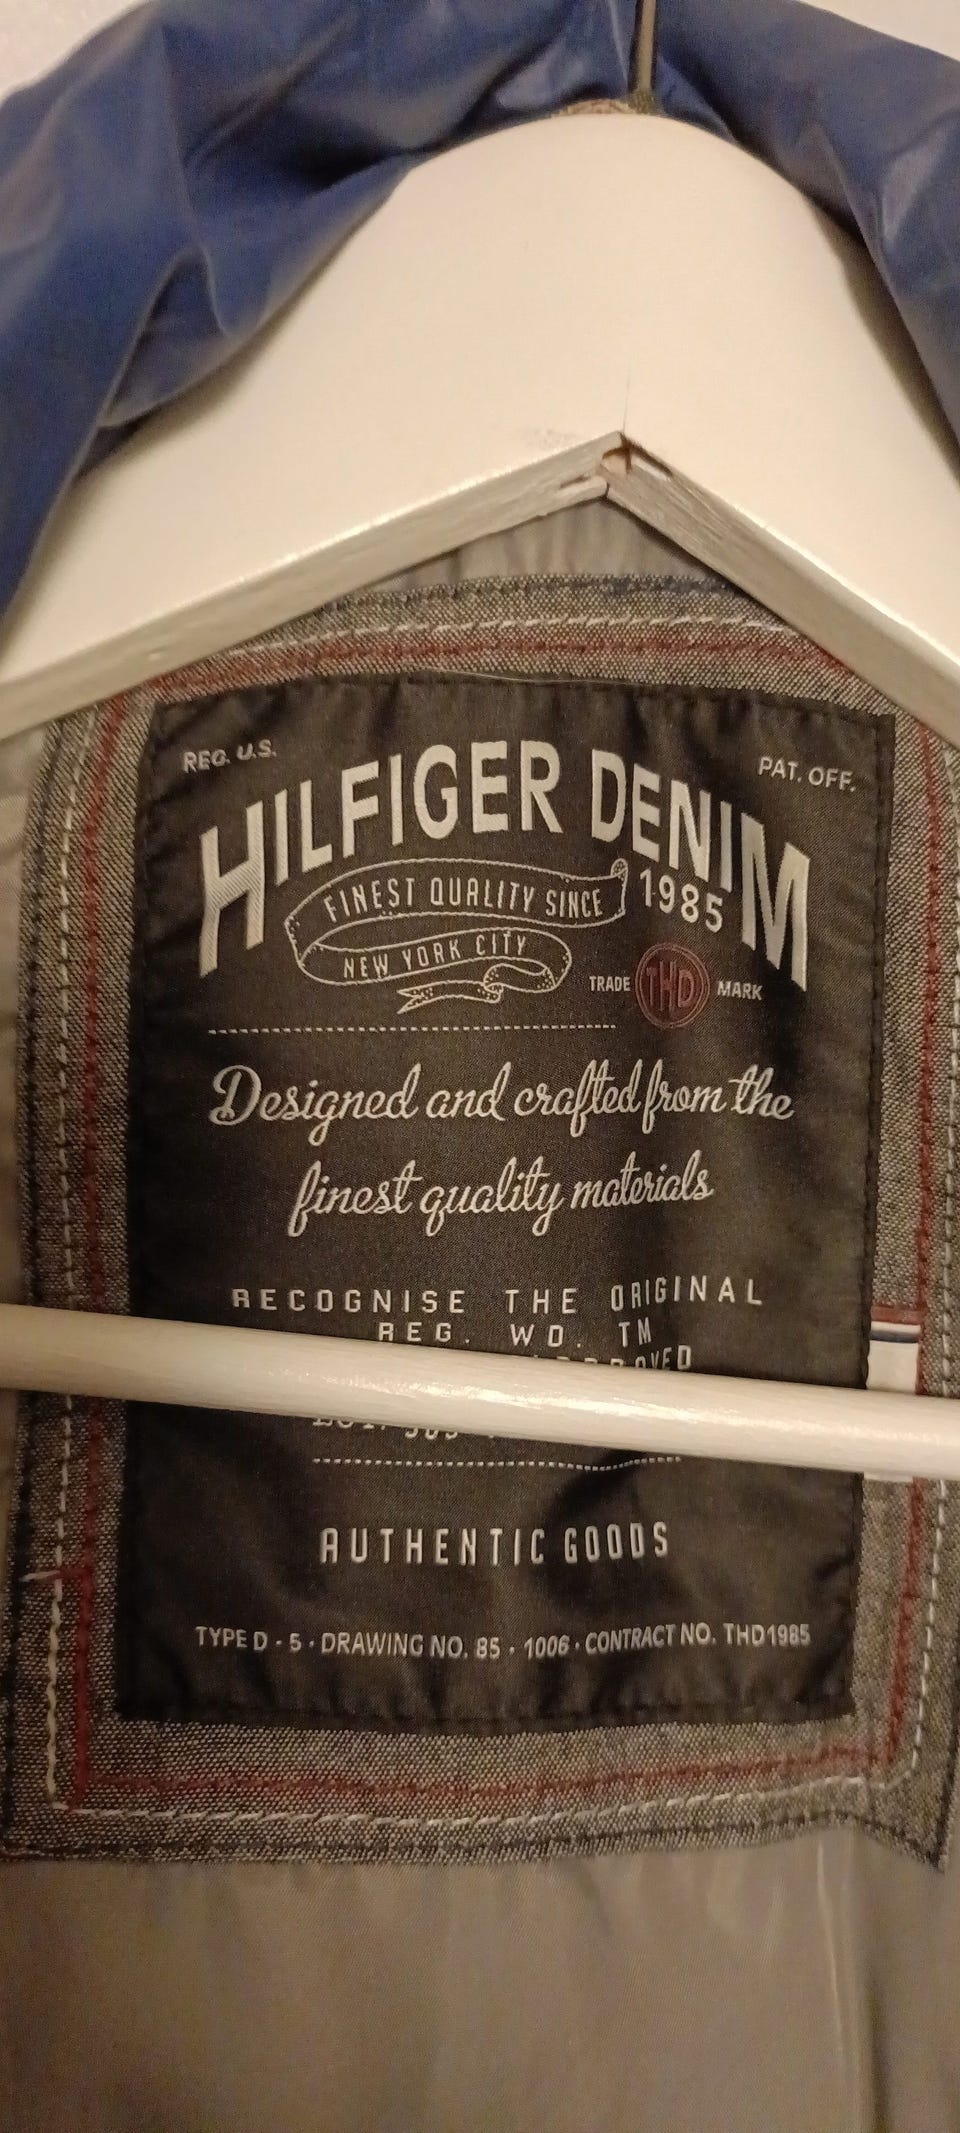 REG. U.S.
PAT. OFF.
HILFIGER DENIM
FINEST QUALITY SINCE
1985
NEW YORK CITY
TRADE THD MARK
Designed and crafted from the
finest quality materials
RECOGNISE THE ORIGINAL
REG. WD. TM
AUTHENTIC GOODS
TYPE D - 5 · DRAWING NO. 85 - 1006 · CONTRACT NO. THD1985